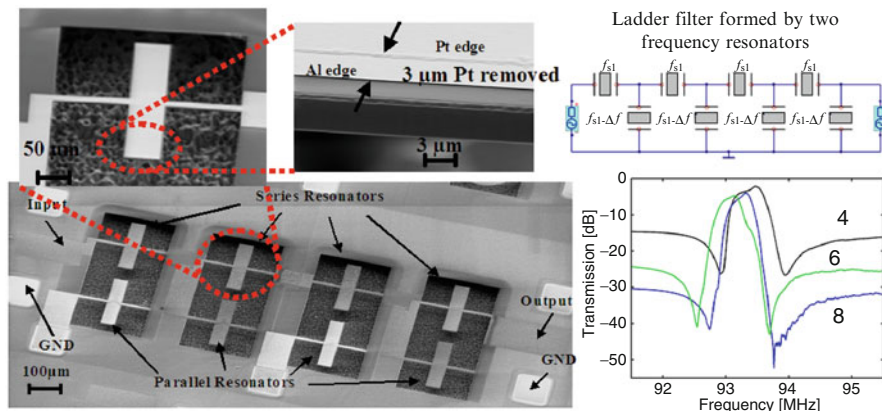 50 μm
Pt edge
Al edge
3 μm Pt removed
3 μm
Ladder filter formed by two
frequency resonators
fs1 fs1 fs1 fs1
fs1-Δf fs1-Δf fs1-Δf fs1-Δf
Input
Series Resonators
Output
GND
GND
Parallel Resonators
100μm
Transmission [dB]
0
−10
−20
−30
−40
−50
4
6
8
92 93 94 95
Frequency [MHz]